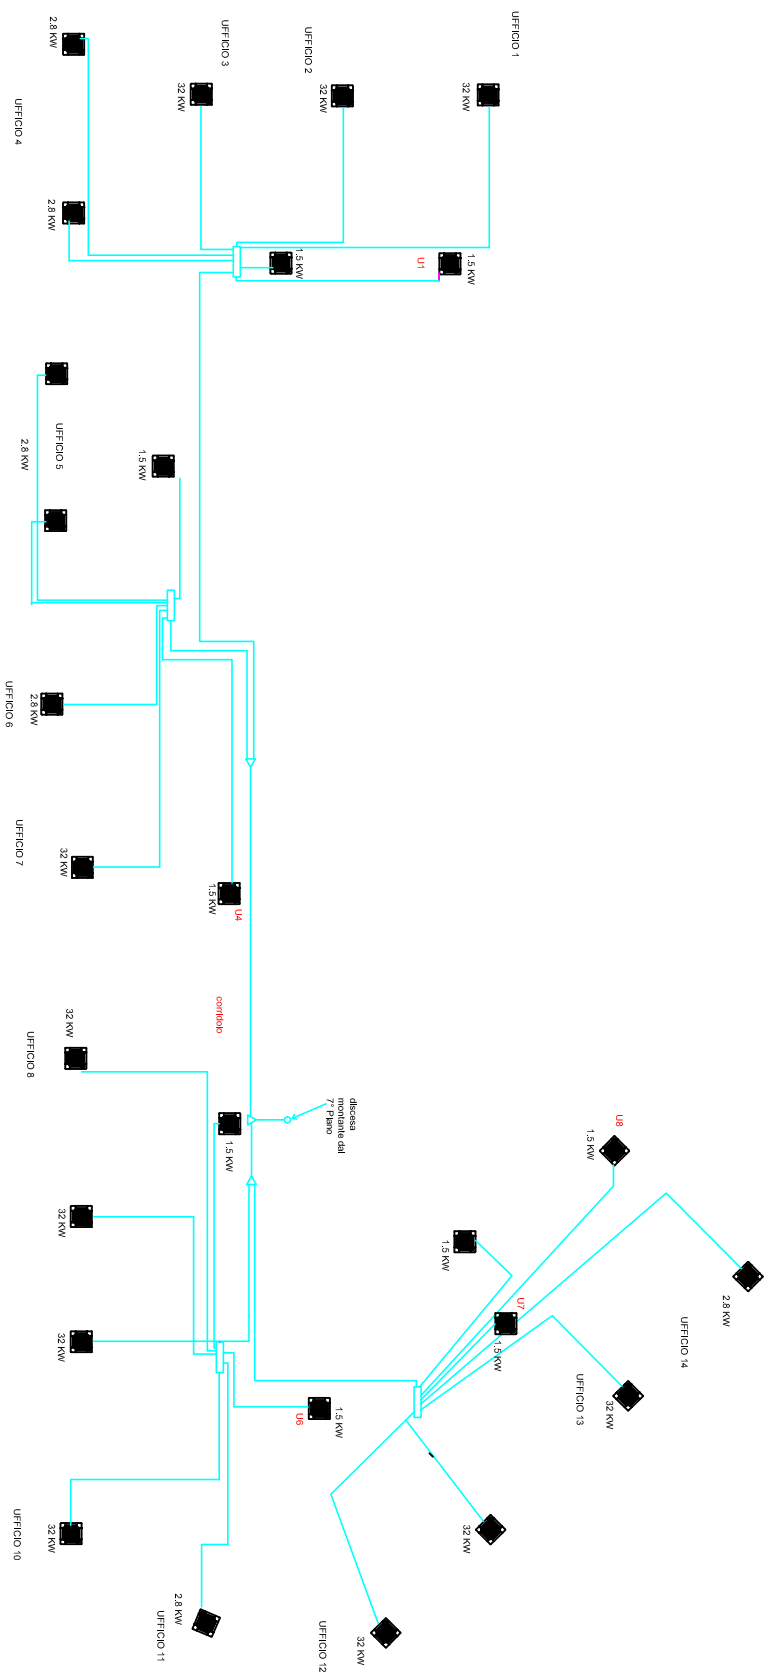 2.8 KW
UFFICIO 4
2.8 KW
UFFICIO 3
32 KW
UFFICIO 2
32 KW
UFFICIO 1
32 KW
1.5 KW
U1
1.5 KW
UFFICIO 5
2.8 KW
1.5 KW
UFFICIO 6
2.8 KW
UFFICIO 7
32 KW
1.5 KW
U4
corridoio
32 KW
UFFICIO 8
1.5 KW
discesa
montante dal
7° Piano
U8
1.5 KW
32 KW
1.5 KW
2.8 KW
UFFICIO 14
U7
1.5 KW
32 KW
UFFICIO 13
32 KW
1.5 KW
U6
UFFICIO 10
32 KW
32 KW
2.8 KW
UFFICIO 11
UFFICIO 12
32 KW